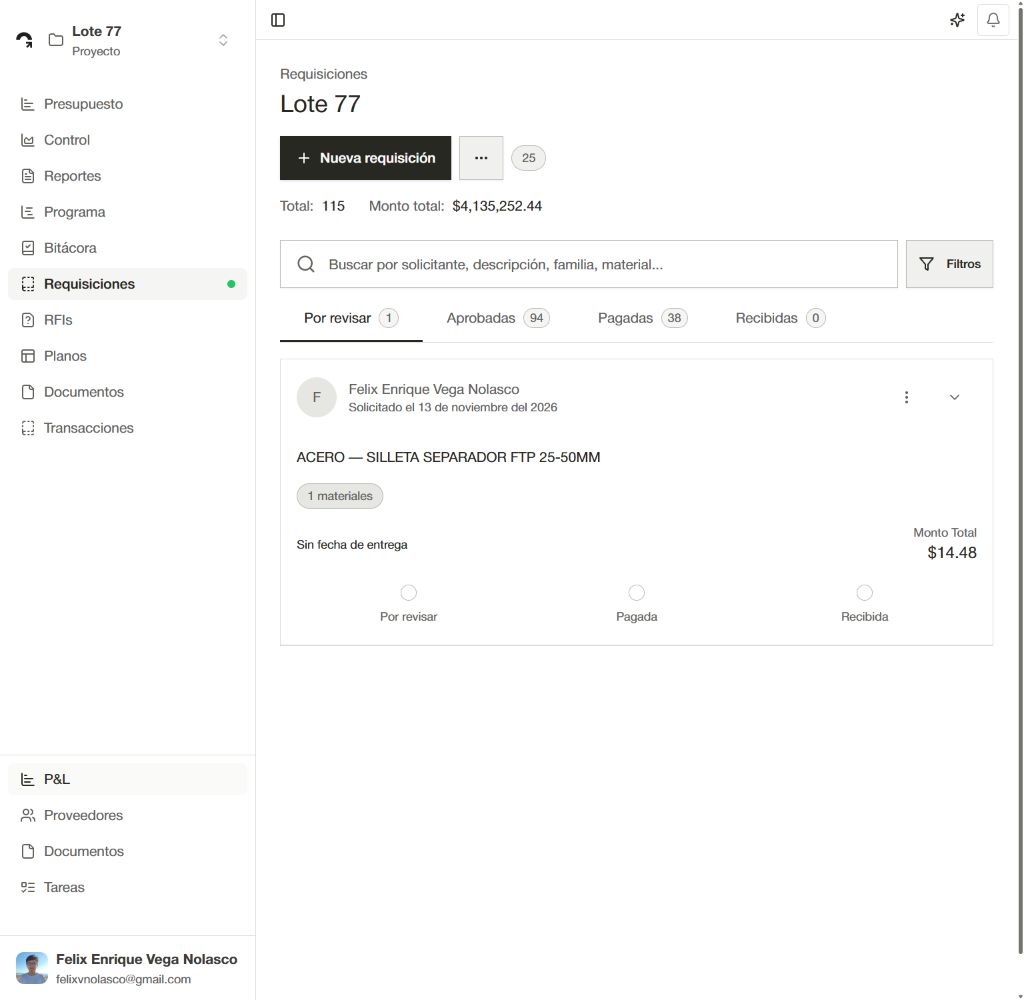 Lote 77
Proyecto
Presupuesto
Control
Reportes
Programa
Bitácora
Requisiciones
RFIs
Planos
Documentos
Transacciones
P&L
Proveedores
Documentos
Tareas
Felix Enrique Vega Nolasco
felixvnolasco@gmail.com
Requisiciones
Lote 77
Nueva requisición
25
Total: 115 Monto total: $4,135,252.44
Buscar por solicitante, descripción, familia, material...
Filtros
Por revisar 1 Aprobadas 94 Pagadas 38 Recibidas 0
F
Felix Enrique Vega Nolasco
Solicitado el 13 de noviembre del 2026
ACERO — SILLETA SEPARADOR FTP 25-50MM
1 materiales
Sin fecha de entrega
Monto Total
$14.48
Por revisar Pagada Recibida